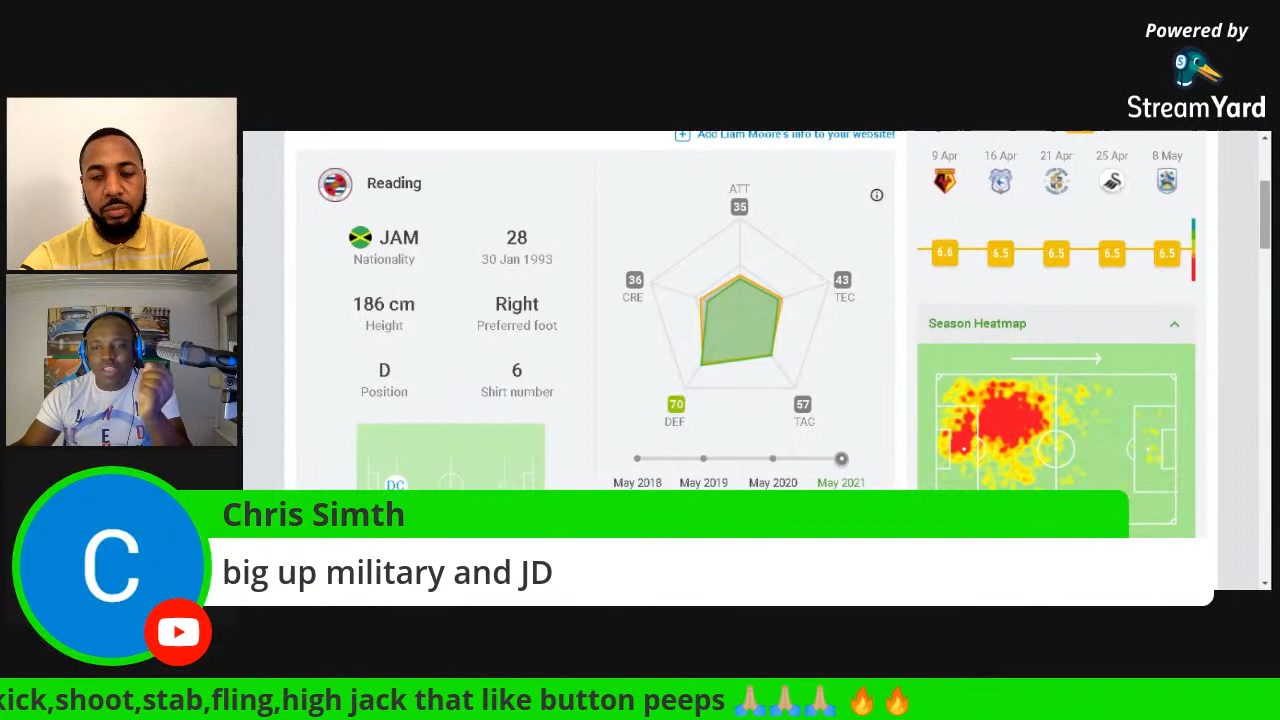 Powered by
StreamYard
Add Liam Moore's info to your website!
Reading
JAM
Nationality
28
30 Jan 1993
186 cm
Height
Right
Preferred foot
D
Position
6
Shirt number
DC
ATT
35
36
CRE
43
TEC
70
DEF
57
TAC
May 2018 May 2019 May 2020 May 2021
9 Apr 16 Apr 21 Apr 25 Apr 8 May
6.6 6.5 6.5 6.5 6.5
Season Heatmap
C
Chris Simth
big up military and JD
kick,shoot,stab,fling,high jack that like button peeps 🙏🏼🙏🏼🙏🏼 🔥🔥